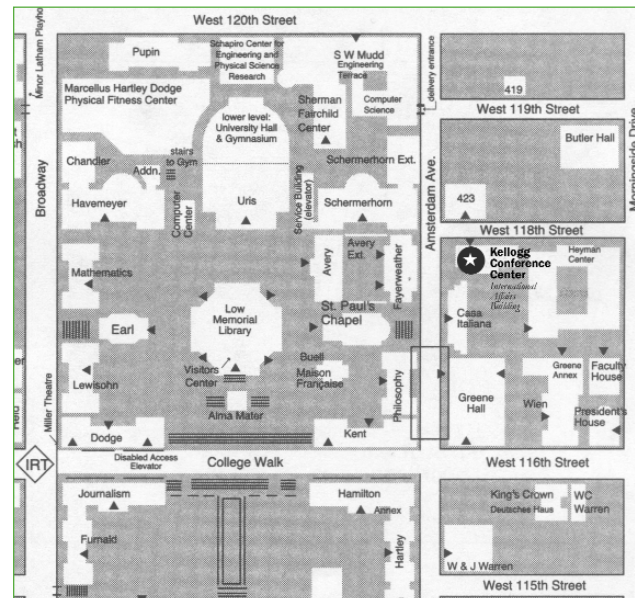 West 120th Street
Minor Latham Playho
Pupin
Schapiro Center for
Engineering and
Physical Science
Research
S W Mudd
Engineering
Terrace
delivery entrance
419
Marcellus Hartley Dodge
Physical Fitness Center
Sherman
Fairchild
Center
Computer
Science
lower level:
University Hall
& Gymnasium
West 119th Street
Morningside Drive
Butler Hall
stairs
to Gym
Chandler
Addn.
Schermerhorn Ext.
Broadway
Amsterdam Ave.
Havemeyer
Computer
Center
Uris
Service Building
(elevator)
Schermerhorn
423
West 118th Street
Avery
Avery
Ext.
Fayerweather
Kellogg
Conference
Center
International
Affairs
Building
Heyman
Center
Mathematics
Low
Memorial
Library
St. Paul's
Chapel
Casa
Italiana
Earl
Visitors
Center
Buell
Maison
Française
Philosophy
Lewisohn
Miller Theatre
Alma Mater
Greene
Hall
Wien
Greene
Annex
Faculty
House
President's
House
Dodge
Kent
IRT
Disabled Access
Elevator
College Walk
West 116th Street
Journalism
Hamilton
Annex
King's Crown
Deutsches Haus
WC
Warren
Furnald
Hartley
W & J Warren
West 115th Street